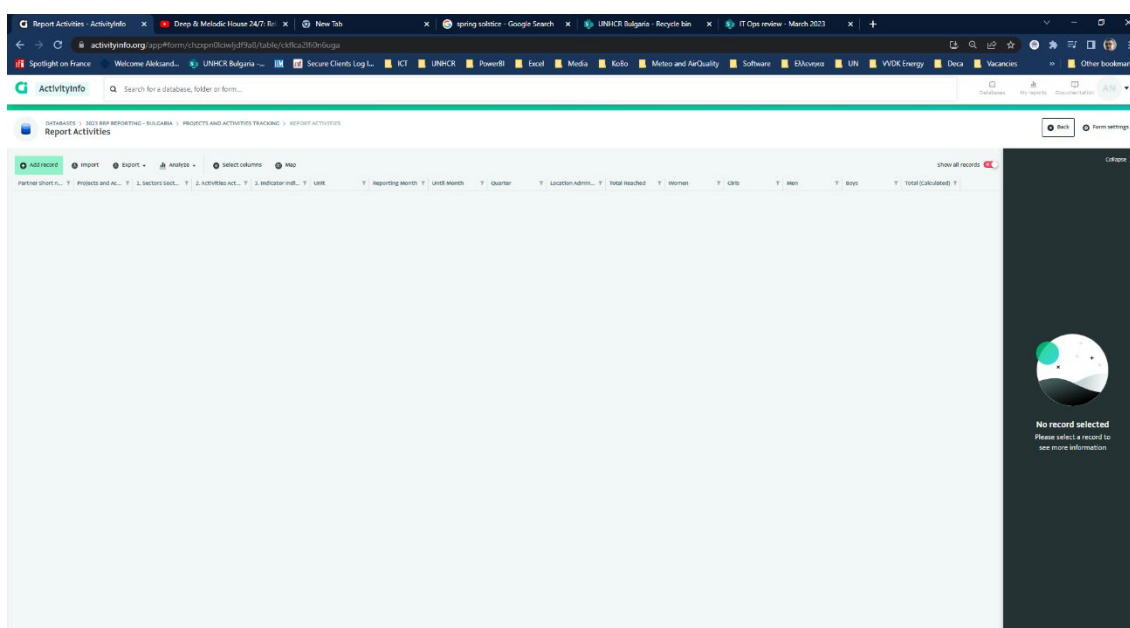 Report Activities - ActivityInfo
Deep & Melodic House 24/7: Rel
New Tab
spring solstice - Google Search
UNHCR Bulgaria - Recycle bin
IT Ops review - March 2023
activityinfo.org/app#form/
Spotlight on France
Welcome Aleksand...
UNHCR Bulgaria -...
Secure Clients Log I...
ICT
UNHCR
PowerBI
Excel
Media
KoBo
Meteo and AirQuality
Software
Ελληνικα
UN
VVDK Energy
Deca
Vacancies
»
Other bookmar
ActivityInfo
Search for a database, folder or form...
Databases
My reports
Documentation
AN
DATABASES > 2023 RRP REPORTING - BULGARIA > PROJECTS AND ACTIVITIES TRACKING > REPORT ACTIVITIES
Report Activities
Back
Form settings
Add record
Import
Export
Analyze
Select columns
Map
Show all records
Collapse
Partner Short n...
Projects and Ac...
1. Sectors Sect...
2. Activities Act...
3. Indicator Indi...
Unit
Reporting Month
Until Month
Quarter
Location Admin...
Total Reached
Women
Girls
Men
Boys
Total (Calculated)
No record selected
Please select a record to
see more information